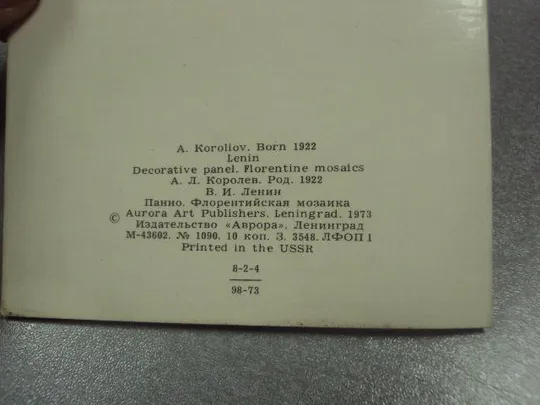 A. Koroliov. Born 1922
Lenin
Decorative panel. Florentine mosaics
А. Л. Королев. Род. 1922
В. И. Ленин
Панно. Флорентийская мозаика
© Aurora Art Publishers. Leningrad. 1973
Издательство «Аврора». Ленинград
М-43602. № 1090. 10 коп. З. 3548. ЛФОП 1
Printed in the USSR
8-2-4
98-73